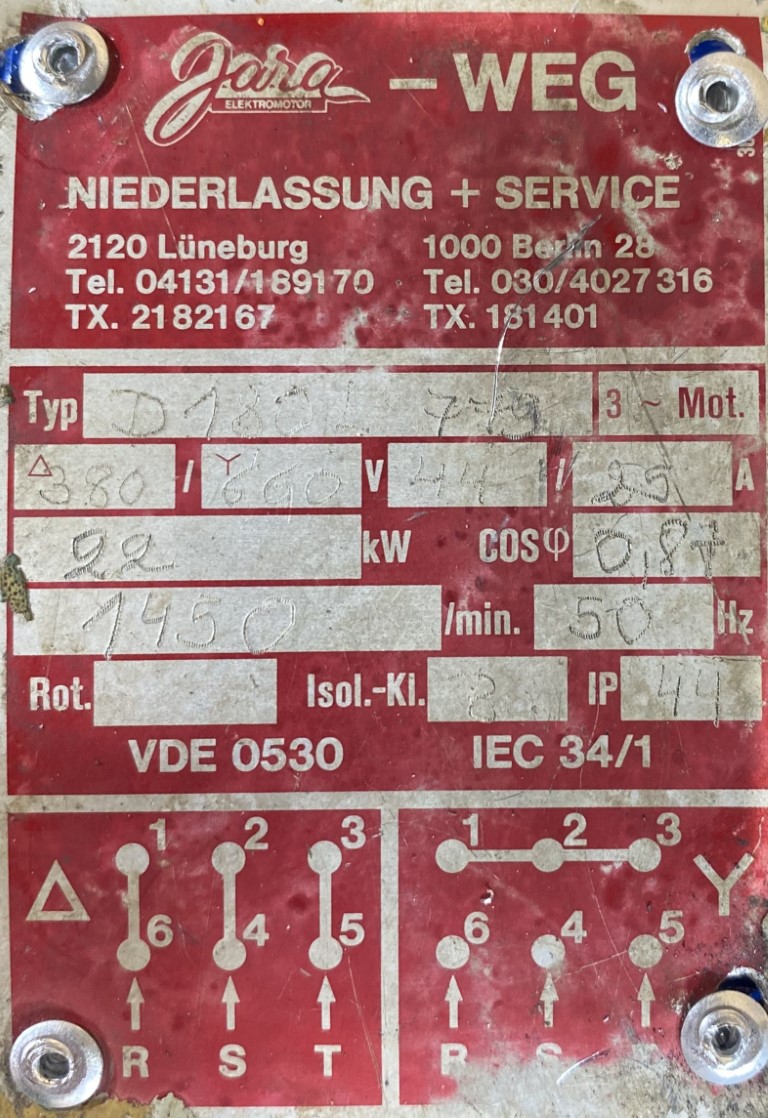 Jara – WEG
ELEKTROMOTOR
NIEDERLASSUNG + SERVICE
2120 Lüneburg 1000 Berlin 28
Tel. 04131/189170 Tel. 030/4027316
TX. 2182167 TX. 181401
Typ D 180L 3 ~ Mot.
Δ 380 / Y 660 V 44 / 25 A
22 kW COSφ 0,87
1450 /min. 50 Hz
Rot. Isol.-Kl. IP 44
VDE 0530 IEC 34/1
1 2 3 1 2 3
Δ Y
6 4 5 6 4 5
R S T R S